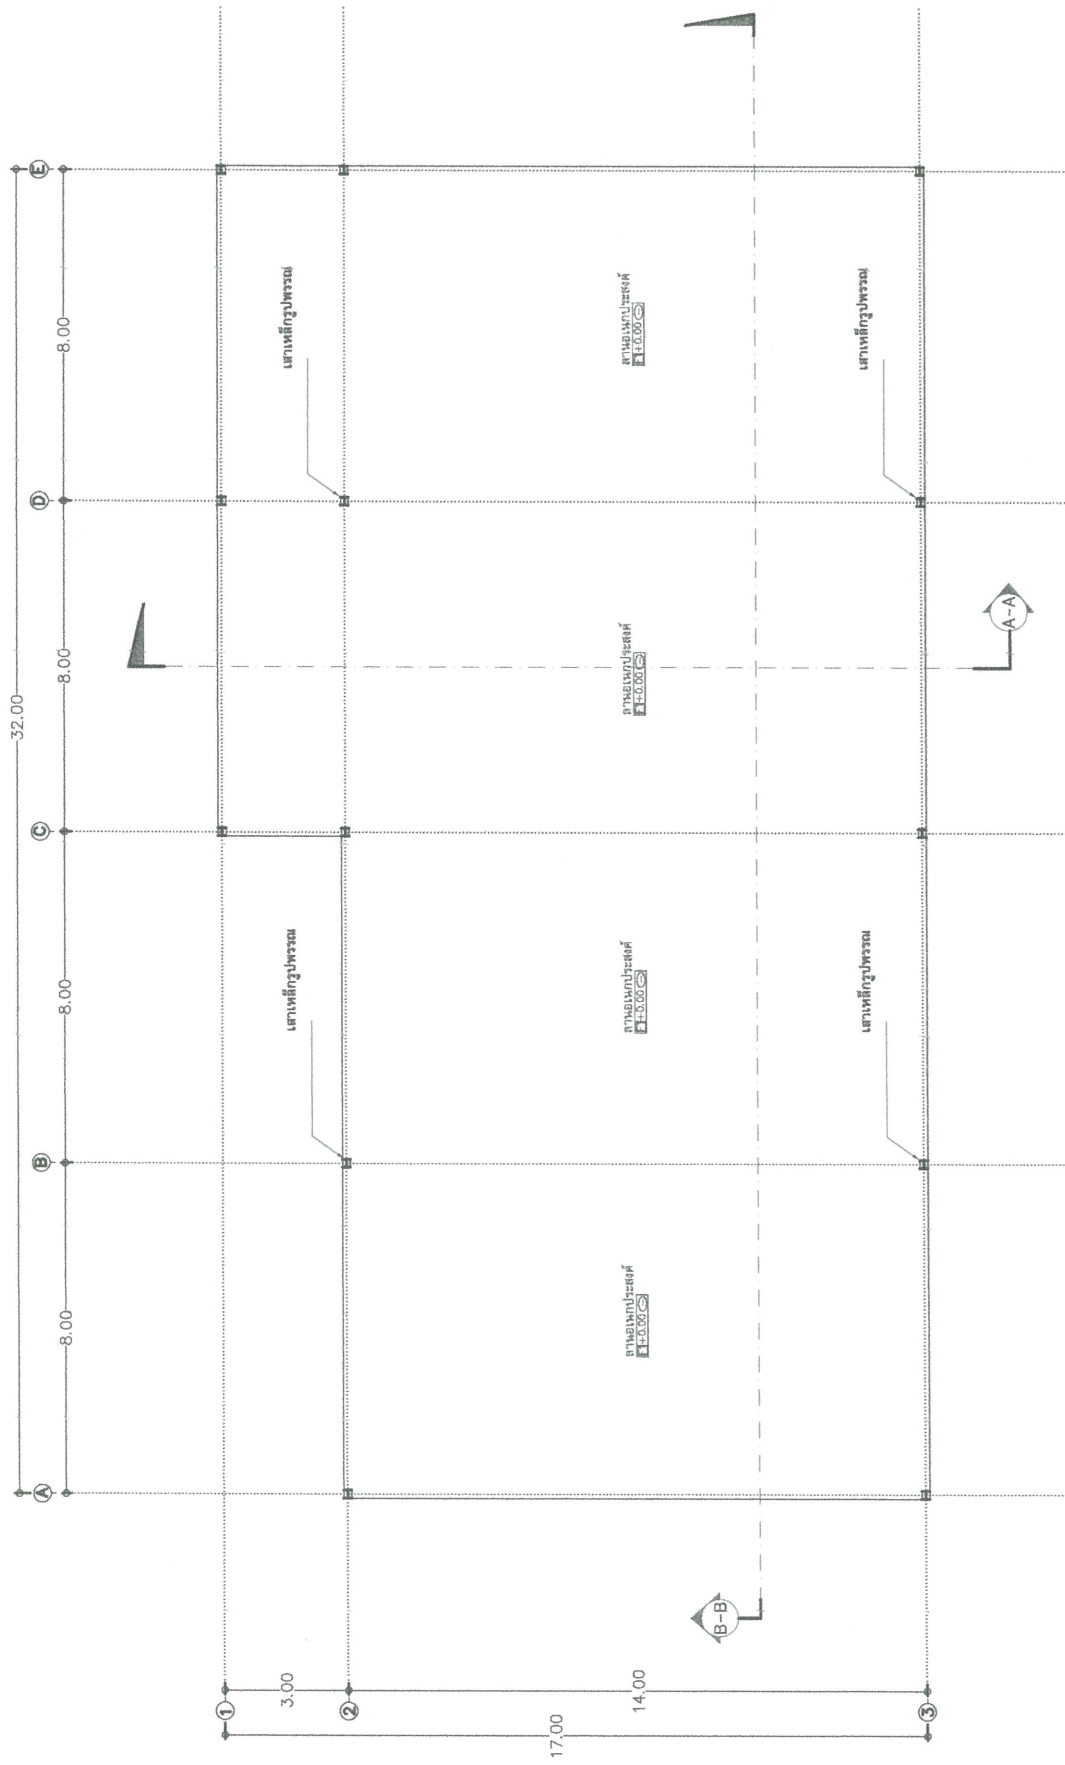 32.00
8.00
8.00
8.00
8.00
A
B
C
D
E
1
2
3
3.00
14.00
17.00
เสาเหล็กรูปพรรณ
เสาเหล็กรูปพรรณ
ลานอเนกประสงค์
+0.00
ลานอเนกประสงค์
+0.00
ลานอเนกประสงค์
+0.00
ลานอเนกประสงค์
+0.00
เสาเหล็กรูปพรรณ
เสาเหล็กรูปพรรณ
B-B
A-A